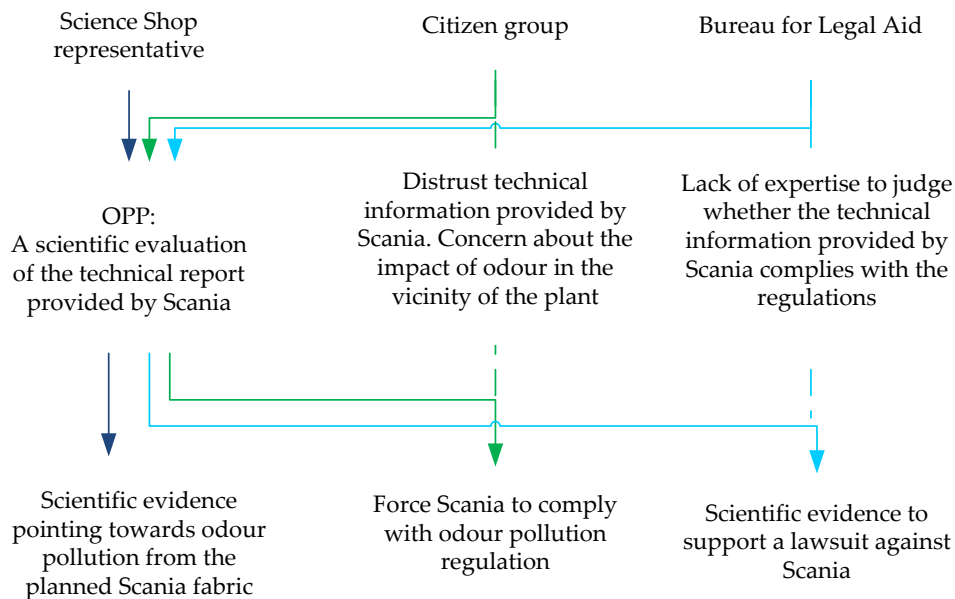 Science Shop
representative
Citizen group
Bureau for Legal Aid
OPP:
A scientific evaluation
of the technical report
provided by Scania
Distrust technical
information provided by
Scania. Concern about the
impact of odour in the
vicinity of the plant
Lack of expertise to judge
whether the technical
information provided by
Scania complies with the
regulations
Scientific evidence
pointing towards odour
pollution from the
planned Scania fabric
Force Scania to comply
with odour pollution
regulation
Scientific evidence to
support a lawsuit against
Scania